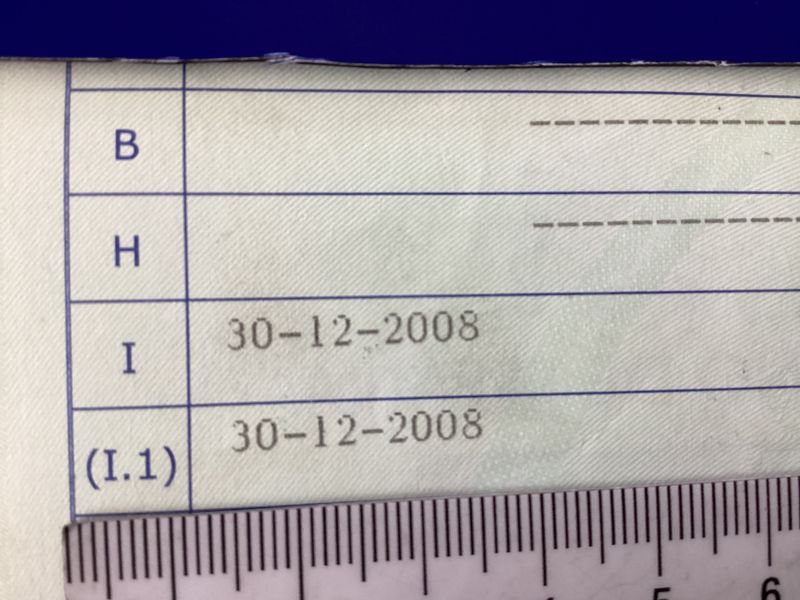 B ------------
H ------------
I 30-12-2008
(I.1) 30-12-2008
5 6